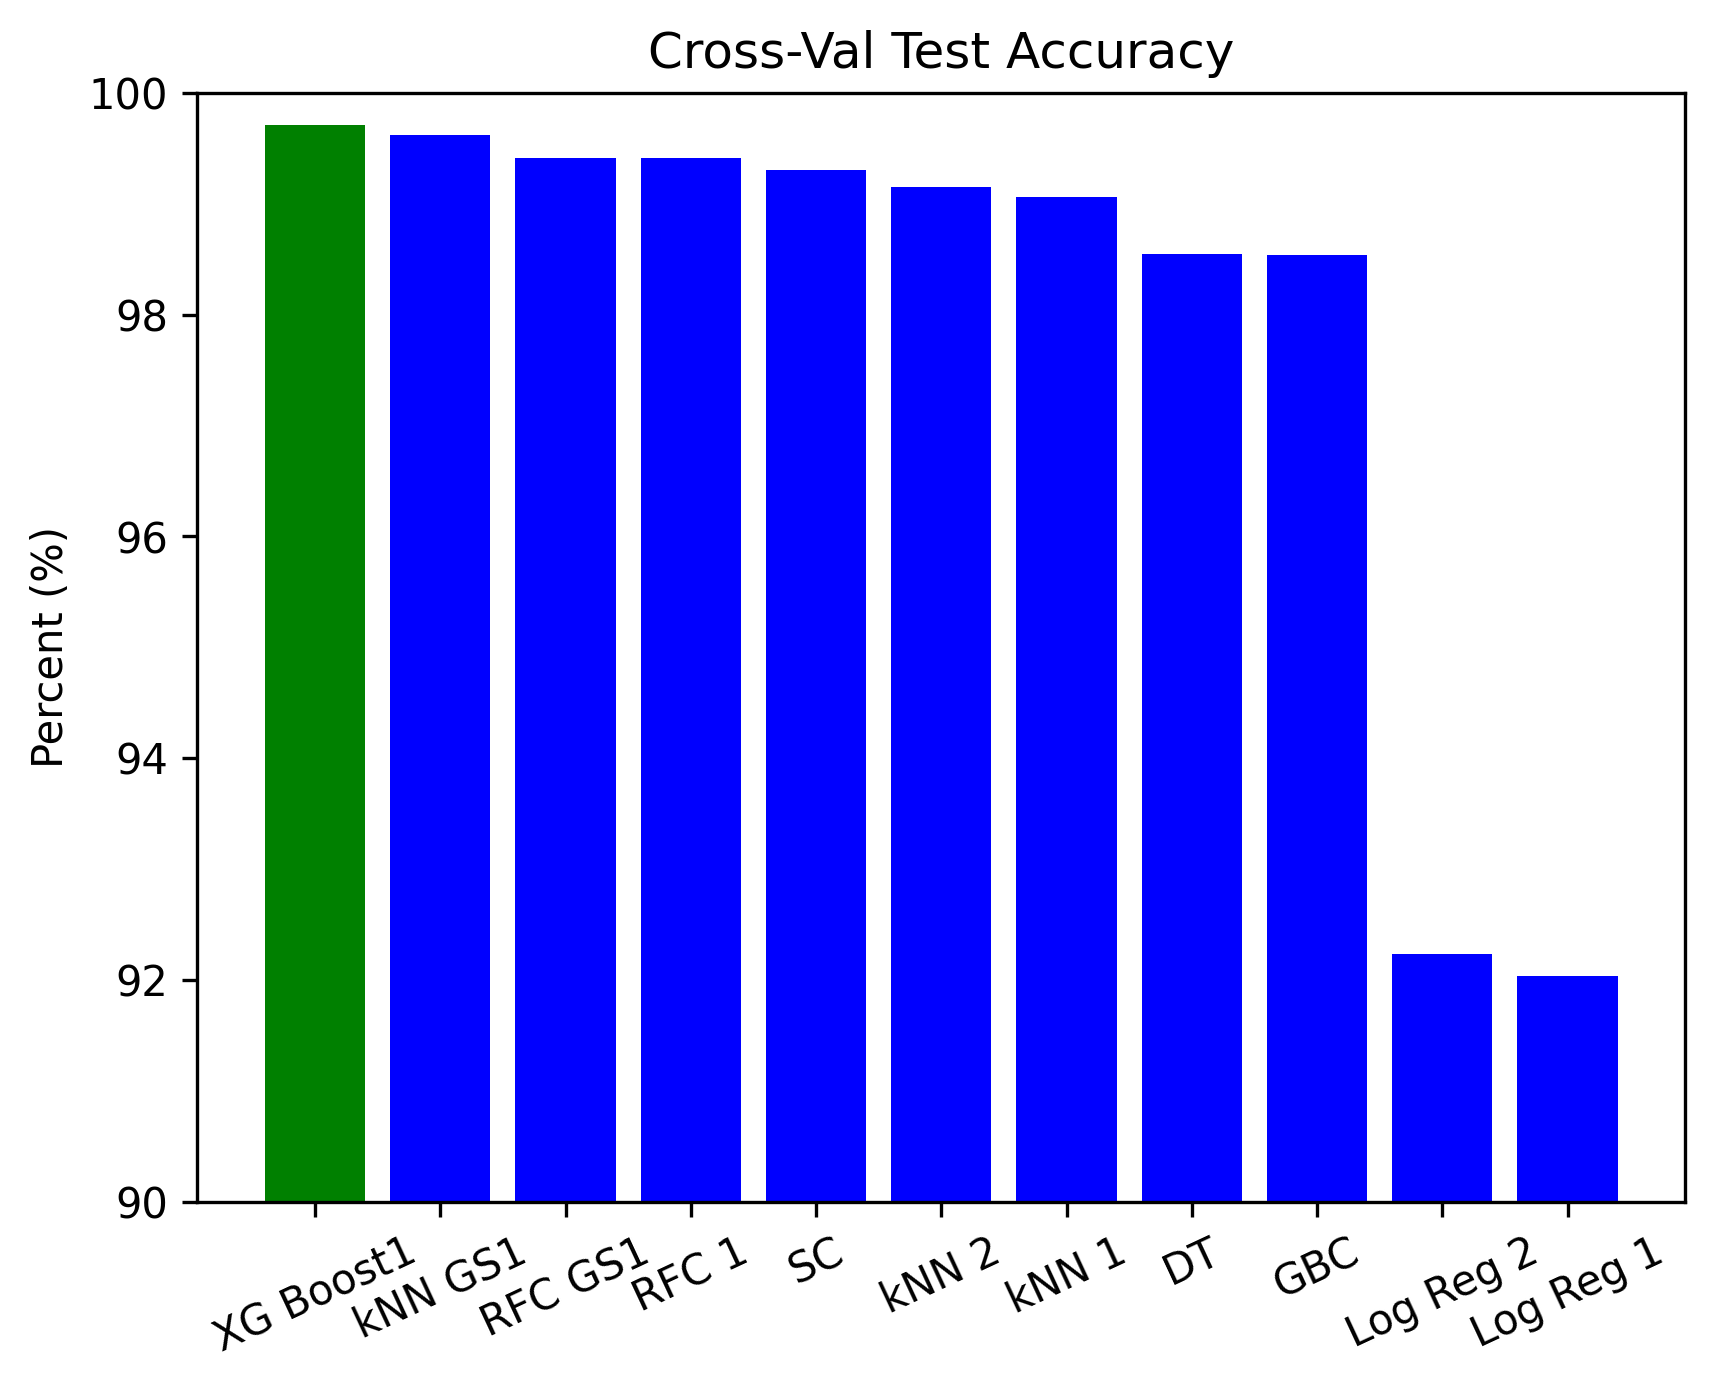 Cross-Val Test Accuracy
Percent (%)
100
98
96
94
92
90
XG Boost1
kNN GS1
RFC GS1
RFC 1
SC
kNN 2
kNN 1
DT
GBC
Log Reg 2
Log Reg 1